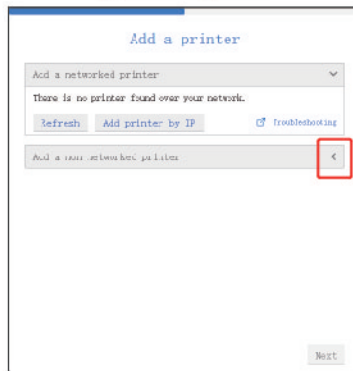 Add a printer
Add a networked printer
There is no printer found over your network.
Refresh Add printer by IP Troubleshooting
Add a non networked printer
Next